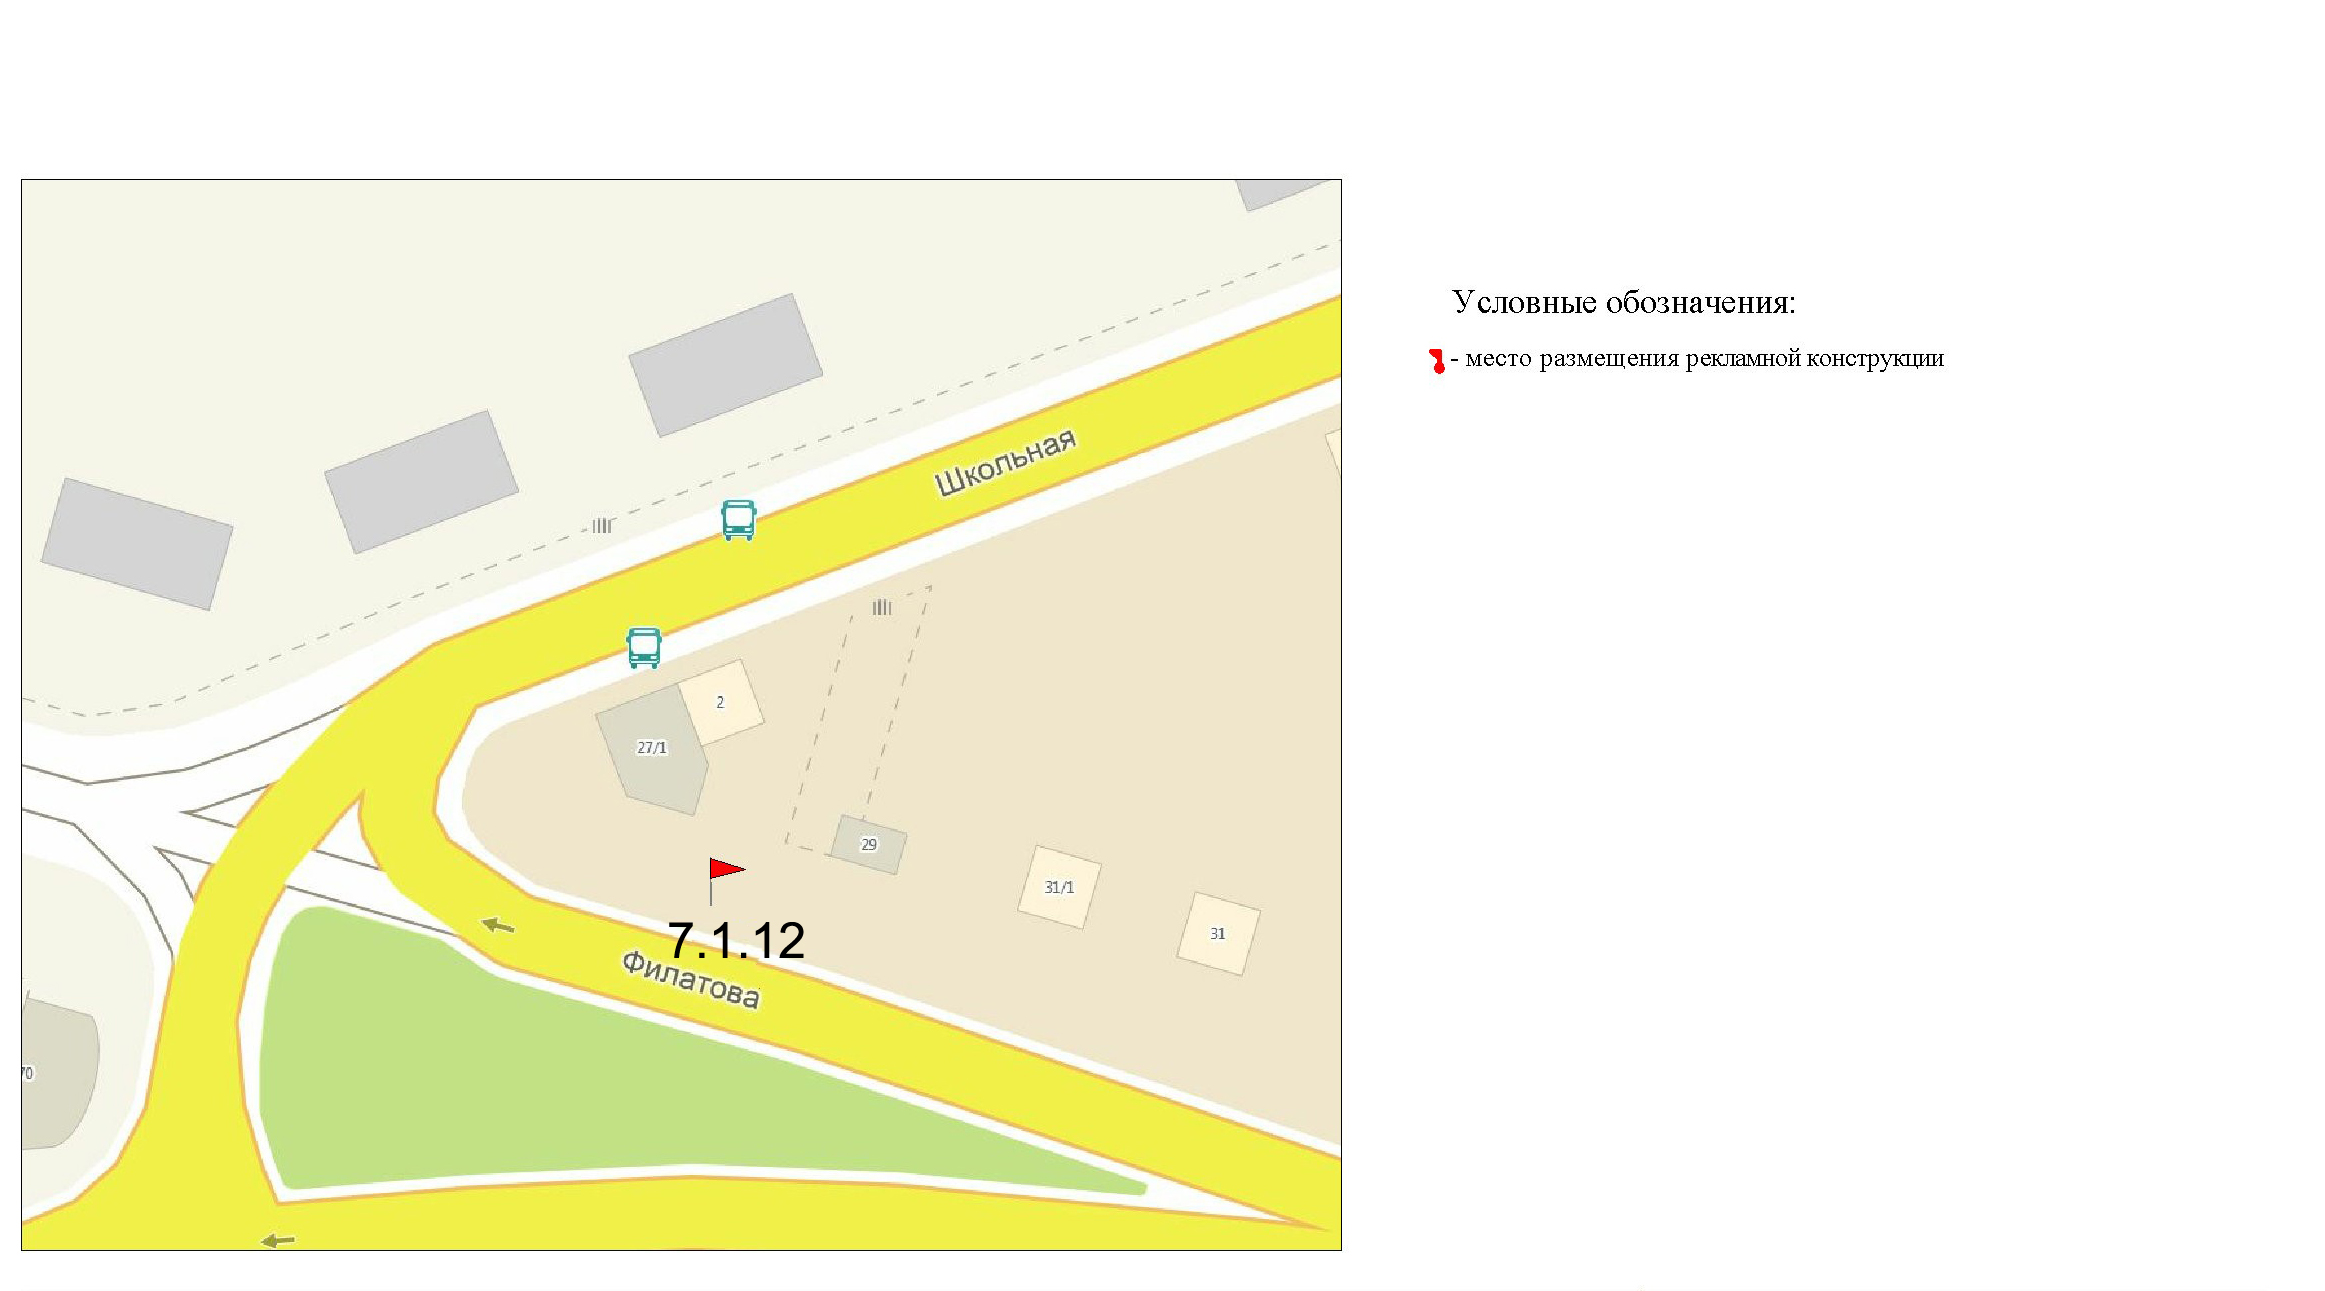 Условные обозначения:
- место размещения рекламной конструкции
Школьная
2
27/1
29
31/1
31
7.1.12
Филатова
70